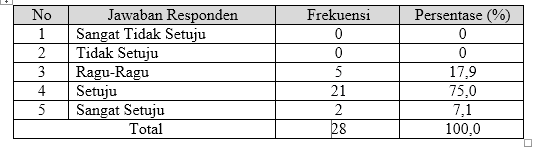 No Jawaban Responden Frekuensi Persentase (%)
1 Sangat Tidak Setuju 0 0
2 Tidak Setuju 0 0
3 Ragu-Ragu 5 17,9
4 Setuju 21 75,0
5 Sangat Setuju 2 7,1
Total 28 100,0